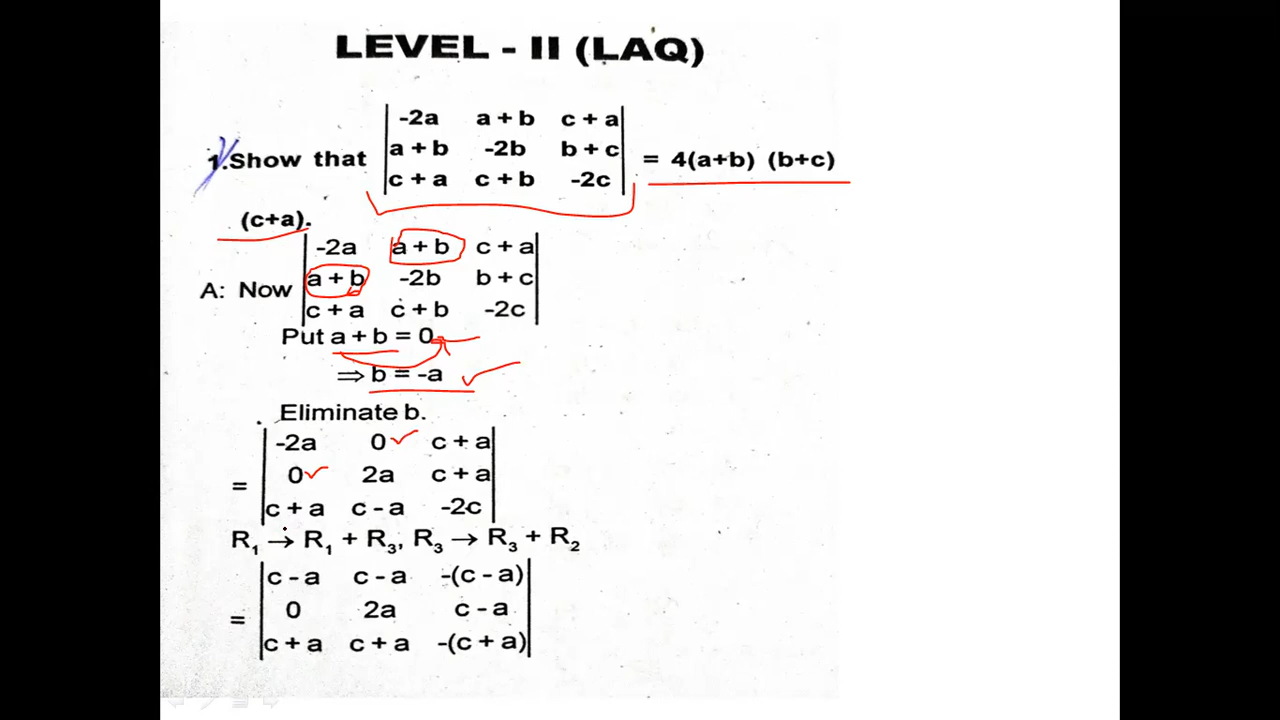 LEVEL - II (LAQ)
1.Show that | -2a a + b c + a |
| a + b -2b b + c | = 4(a+b) (b+c)
| c + a c + b -2c |
(c+a).
A: Now | -2a a + b c + a |
| a + b -2b b + c |
| c + a c + b -2c |
Put a + b = 0
⇒ b = -a
Eliminate b.
= | -2a 0 c + a |
| 0 2a c + a |
| c + a c - a -2c |
R₁ → R₁ + R₃, R₃ → R₃ + R₂
= | c - a c - a -(c - a) |
| 0 2a c - a |
| c + a c + a -(c + a) |